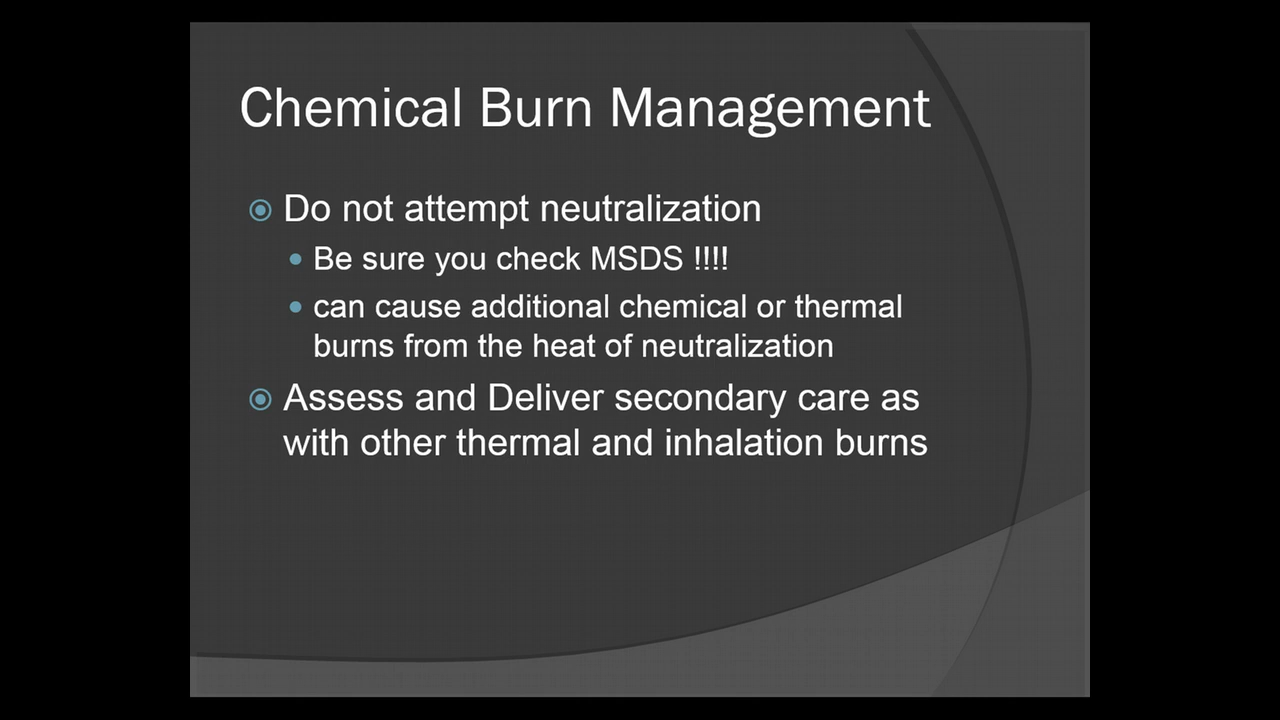 Chemical Burn Management
Do not attempt neutralization
Be sure you check MSDS !!!!
can cause additional chemical or thermal
burns from the heat of neutralization
Assess and Deliver secondary care as
with other thermal and inhalation burns